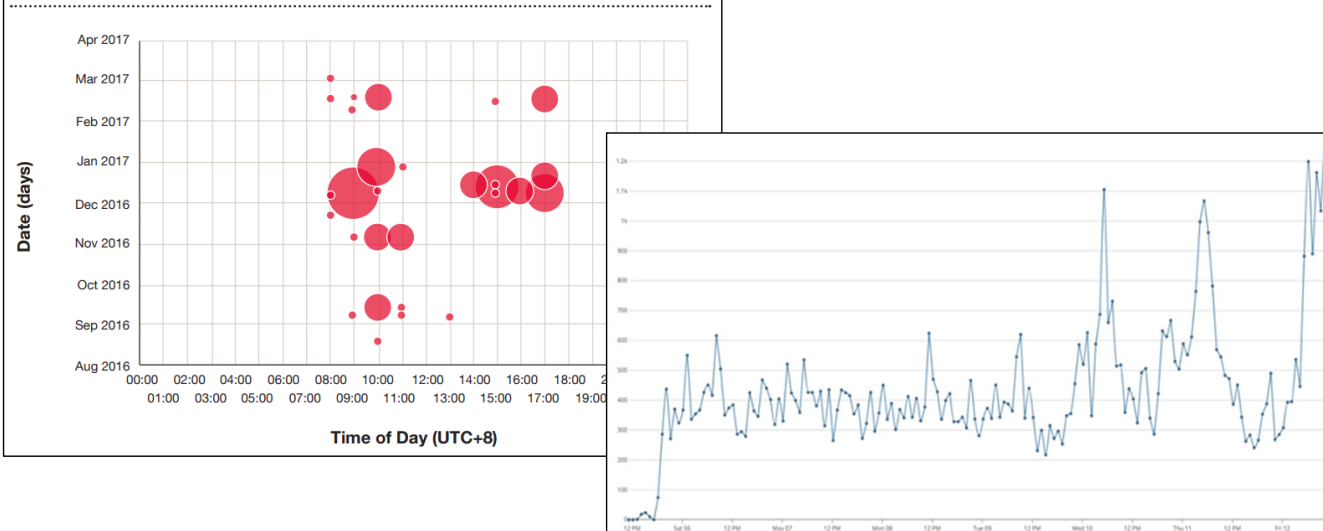 Apr 2017
Mar 2017
Feb 2017
Jan 2017
Dec 2016
Nov 2016
Oct 2016
Sep 2016
Aug 2016
Date (days)
00:00 02:00 04:00 06:00 08:00 10:00 12:00 14:00 16:00 18:00 2
01:00 03:00 05:00 07:00 09:00 11:00 13:00 15:00 17:00 19:00
Time of Day (UTC+8)
1.2k
1.1k
1k
900
800
700
600
500
400
300
200
100
0
12 PM Sat 06 12 PM May 07 12 PM Mon 08 12 PM Tue 09 12 PM Wed 10 12 PM Thu 11 12 PM Fri 12